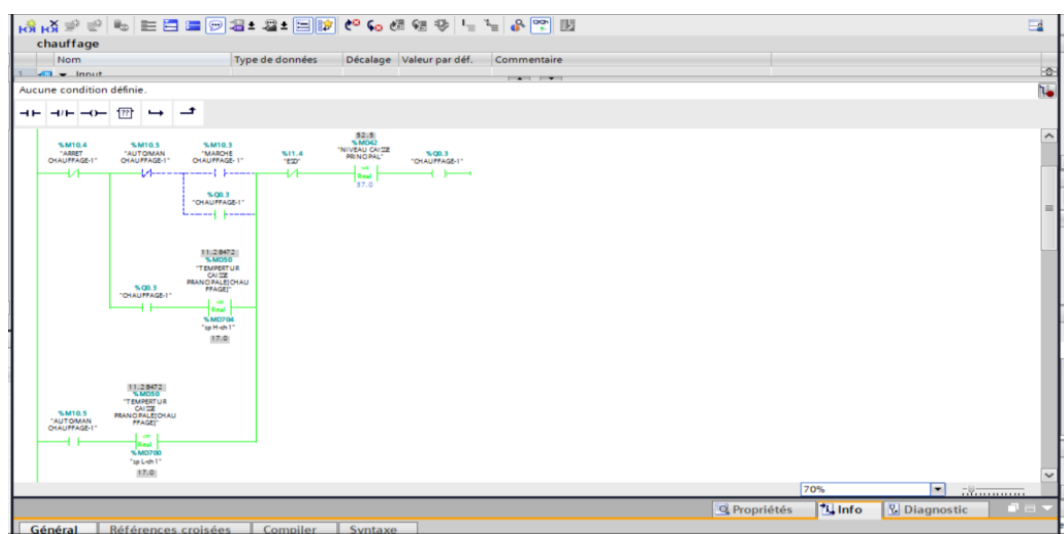 chauffage
Nom Type de données Décalage Valeur par déf. Commentaire
1 Input
Aucune condition définie.
%M10.4
"ARRET
CHAUFFAGE-1"
%M10.5
"AUTOMAN
CHAUFFAGE-1"
%M10.3
"MARCHE
CHAUFFAGE- 1"
%Q0.3
"CHAUFFAGE-1"
%I1.4
"ESD"
52.5
%MD42
"NIVEAU CAISSE
PRINCIPAL"
Real
37.0
%Q0.3
"CHAUFFAGE-1"
%Q0.3
"CHAUFFAGE-1"
11.28472
%MD50
"TEMPERTUR
CAISSE
PRANCIPALE[CHAU
FFAGE]"
Real
%MD704
"sp H-ch1"
17.0
%M10.5
"AUTOMAN
CHAUFFAGE-1"
11.28472
%MD50
"TEMPERTUR
CAISSE
PRANCIPALE[CHAU
FFAGE]"
Real
%MD700
"sp L-ch1"
17.0
70%
Propriétés Info Diagnostic
Général Références croisées Compiler Syntaxe